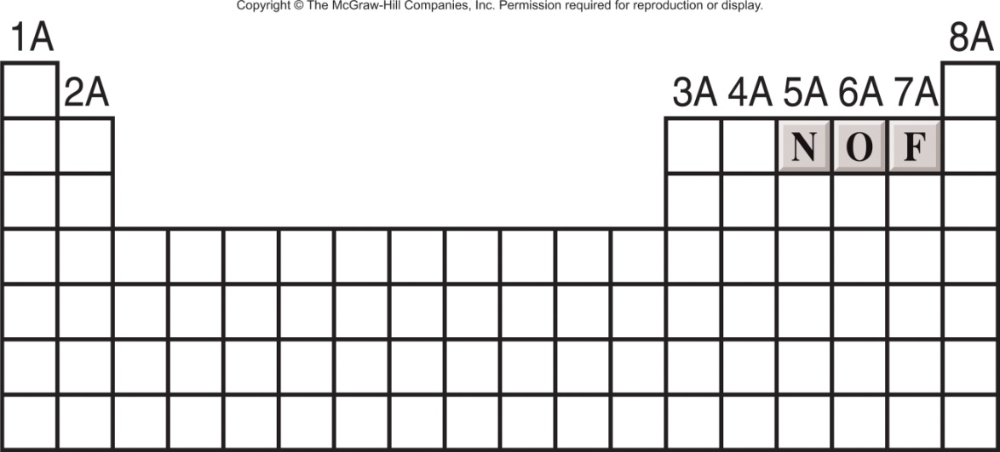 Copyright © The McGraw-Hill Companies, Inc. Permission required for reproduction or display.
1A 8A
2A 3A 4A 5A 6A 7A
N O F